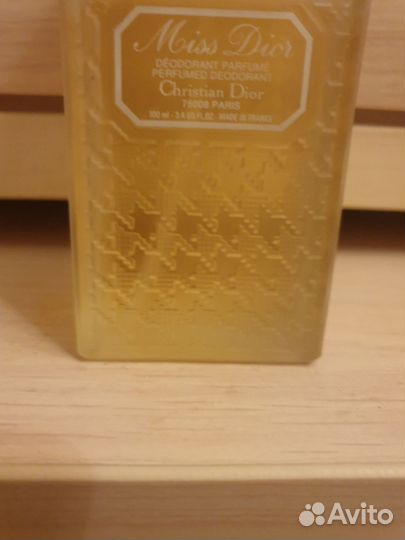 Miss Dior
DÉODORANT PARFUMÉ
PERFUMED DEODORANT
Christian Dior
75008 PARIS
100 ml - 3.4 US FL.OZ. - MADE IN FRANCE
Avito